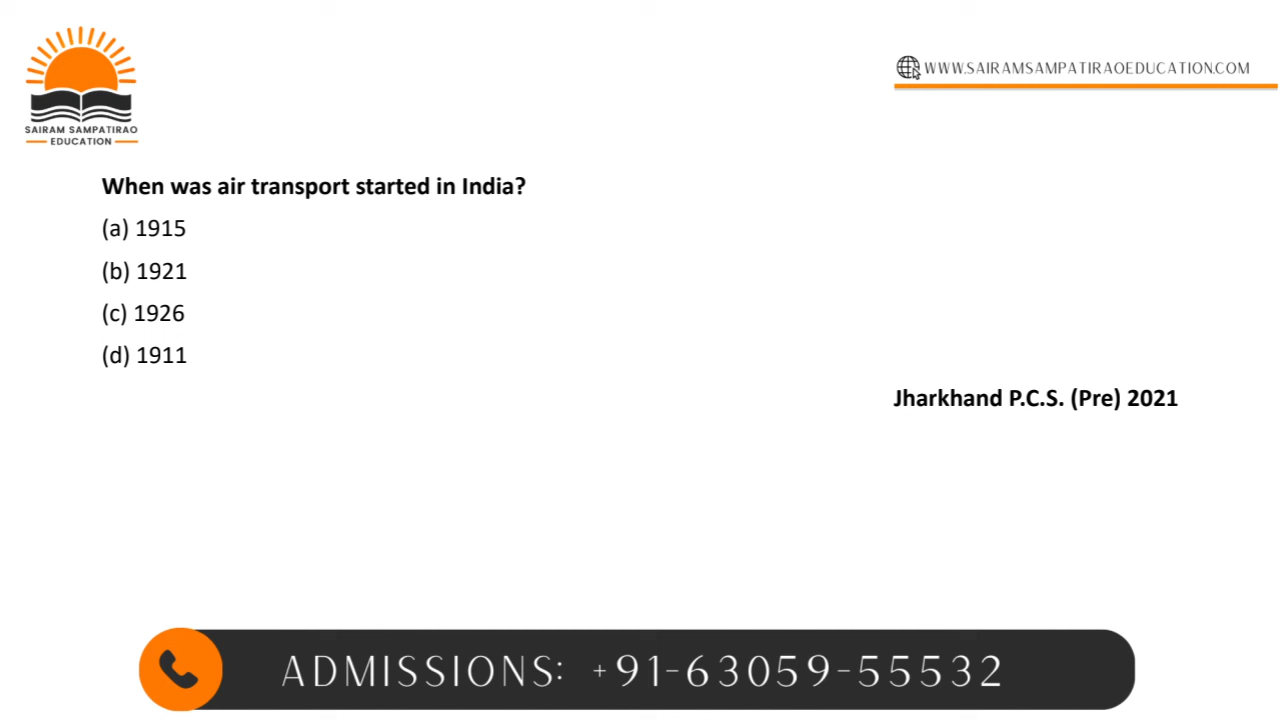 SAIRAM SAMPATIRAO
EDUCATION
WWW.SAIRAMSAMPATIRAOEDUCATION.COM
When was air transport started in India?
(a) 1915
(b) 1921
(c) 1926
(d) 1911
Jharkhand P.C.S. (Pre) 2021
ADMISSIONS: +91-63059-55532